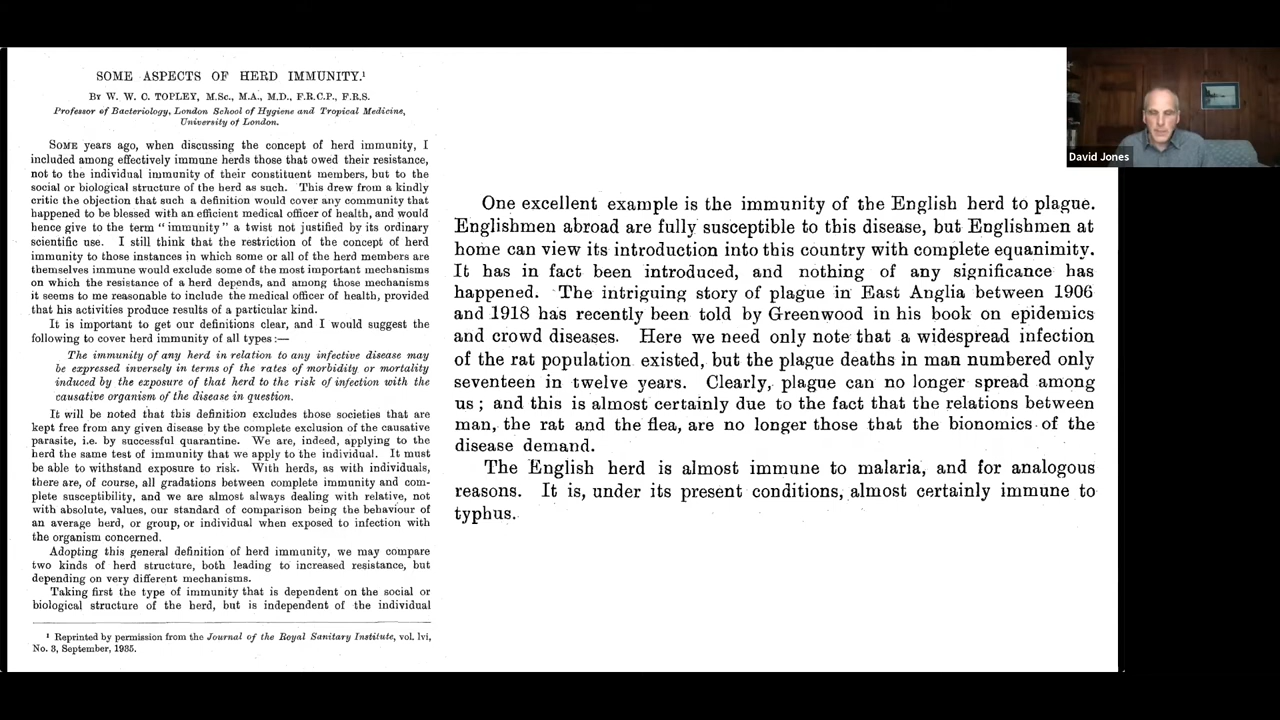 SOME ASPECTS OF HERD IMMUNITY.¹
BY W. W. C. TOPLEY, M.Sc., M.A., M.D., F.R.C.P., F.R.S.
Professor of Bacteriology, London School of Hygiene and Tropical Medicine,
University of London.
SOME years ago, when discussing the concept of herd immunity, I
included among effectively immune herds those that owed their resistance,
not to the individual immunity of their constituent members, but to the
social or biological structure of the herd as such. This drew from a kindly
critic the objection that such a definition would cover any community that
happened to be blessed with an efficient medical officer of health, and would
hence give to the term “immunity” a twist not justified by its ordinary
scientific use. I still think that the restriction of the concept of herd
immunity to those instances in which some or all of the herd members are
themselves immune would exclude some of the most important mechanisms
on which the resistance of a herd depends, and among those mechanisms
it seems to me reasonable to include the medical officer of health, provided
that his activities produce results of a particular kind.
It is important to get our definitions clear, and I would suggest the
following to cover herd immunity of all types :—
The immunity of any herd in relation to any infective disease may
be expressed inversely in terms of the rates of morbidity or mortality
induced by the exposure of that herd to the risk of infection with the
causative organism of the disease in question.
It will be noted that this definition excludes those societies that are
kept free from any given disease by the complete exclusion of the causative
parasite, i.e. by successful quarantine. We are, indeed, applying to the
herd the same test of immunity that we apply to the individual. It must
be able to withstand exposure to risk. With herds, as with individuals,
there are, of course, all gradations between complete immunity and com-
plete susceptibility, and we are almost always dealing with relative, not
with absolute, values, our standard of comparison being the behaviour of
an average herd, or group, or individual when exposed to infection with
the organism concerned.
Adopting this general definition of herd immunity, we may compare
two kinds of herd structure, both leading to increased resistance, but
depending on very different mechanisms.
Taking first the type of immunity that is dependent on the social or
biological structure of the herd, but is independent of the individual
¹ Reprinted by permission from the Journal of the Royal Sanitary Institute, vol. lvi,
No. 3, September, 1935.
One excellent example is the immunity of the English herd to plague.
Englishmen abroad are fully susceptible to this disease, but Englishmen at
home can view its introduction into this country with complete equanimity.
It has in fact been introduced, and nothing of any significance has
happened. The intriguing story of plague in East Anglia between 1906
and 1918 has recently been told by Greenwood in his book on epidemics
and crowd diseases. Here we need only note that a widespread infection
of the rat population existed, but the plague deaths in man numbered only
seventeen in twelve years. Clearly, plague can no longer spread among
us ; and this is almost certainly due to the fact that the relations between
man, the rat and the flea, are no longer those that the bionomics of the
disease demand.
The English herd is almost immune to malaria, and for analogous
reasons. It is, under its present conditions, almost certainly immune to
typhus.
David Jones